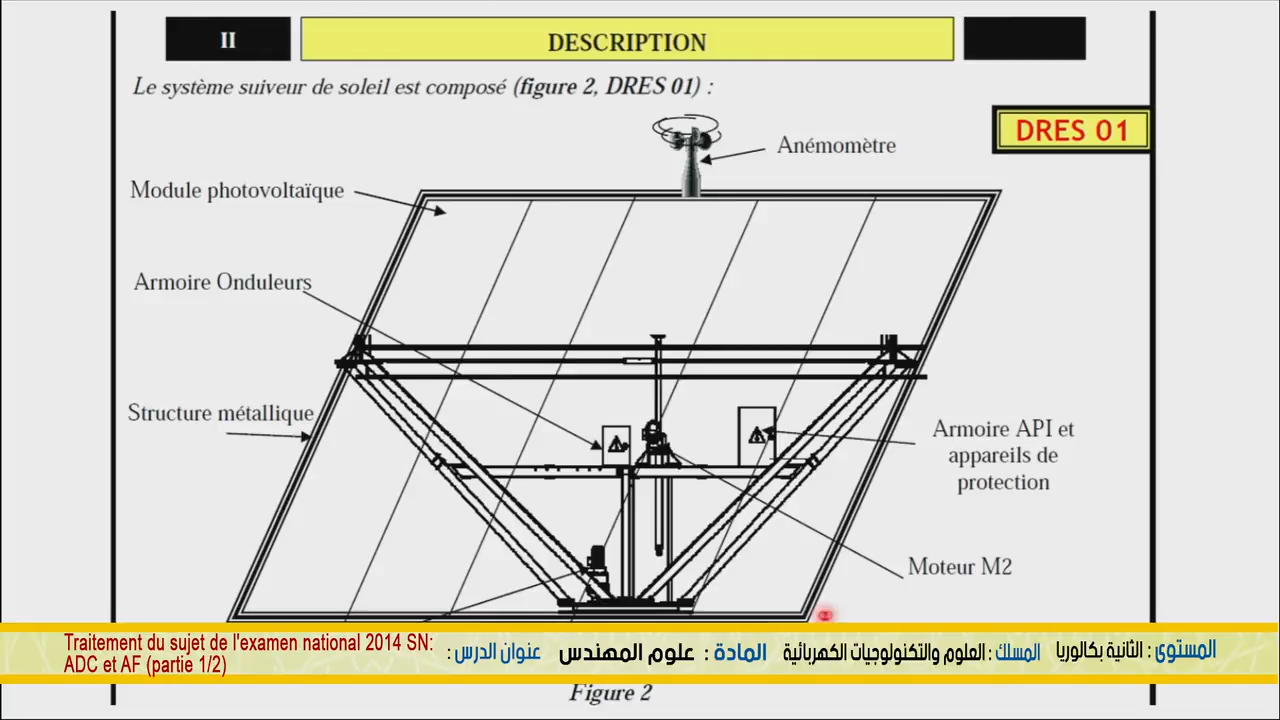 II
DESCRIPTION
Le système suiveur de soleil est composé (figure 2, DRES 01) :
DRES 01
Anémomètre
Module photovoltaïque
Armoire Onduleurs
Structure métallique
Armoire API et
appareils de
protection
Moteur M2
المستوى : الثانية بكالوريا المسلك : العلوم والتكنولوجيات الكهربائية المادة : علوم المهندس عنوان الدرس :
Traitement du sujet de l'examen national 2014 SN:
ADC et AF (partie 1/2)
Figure 2